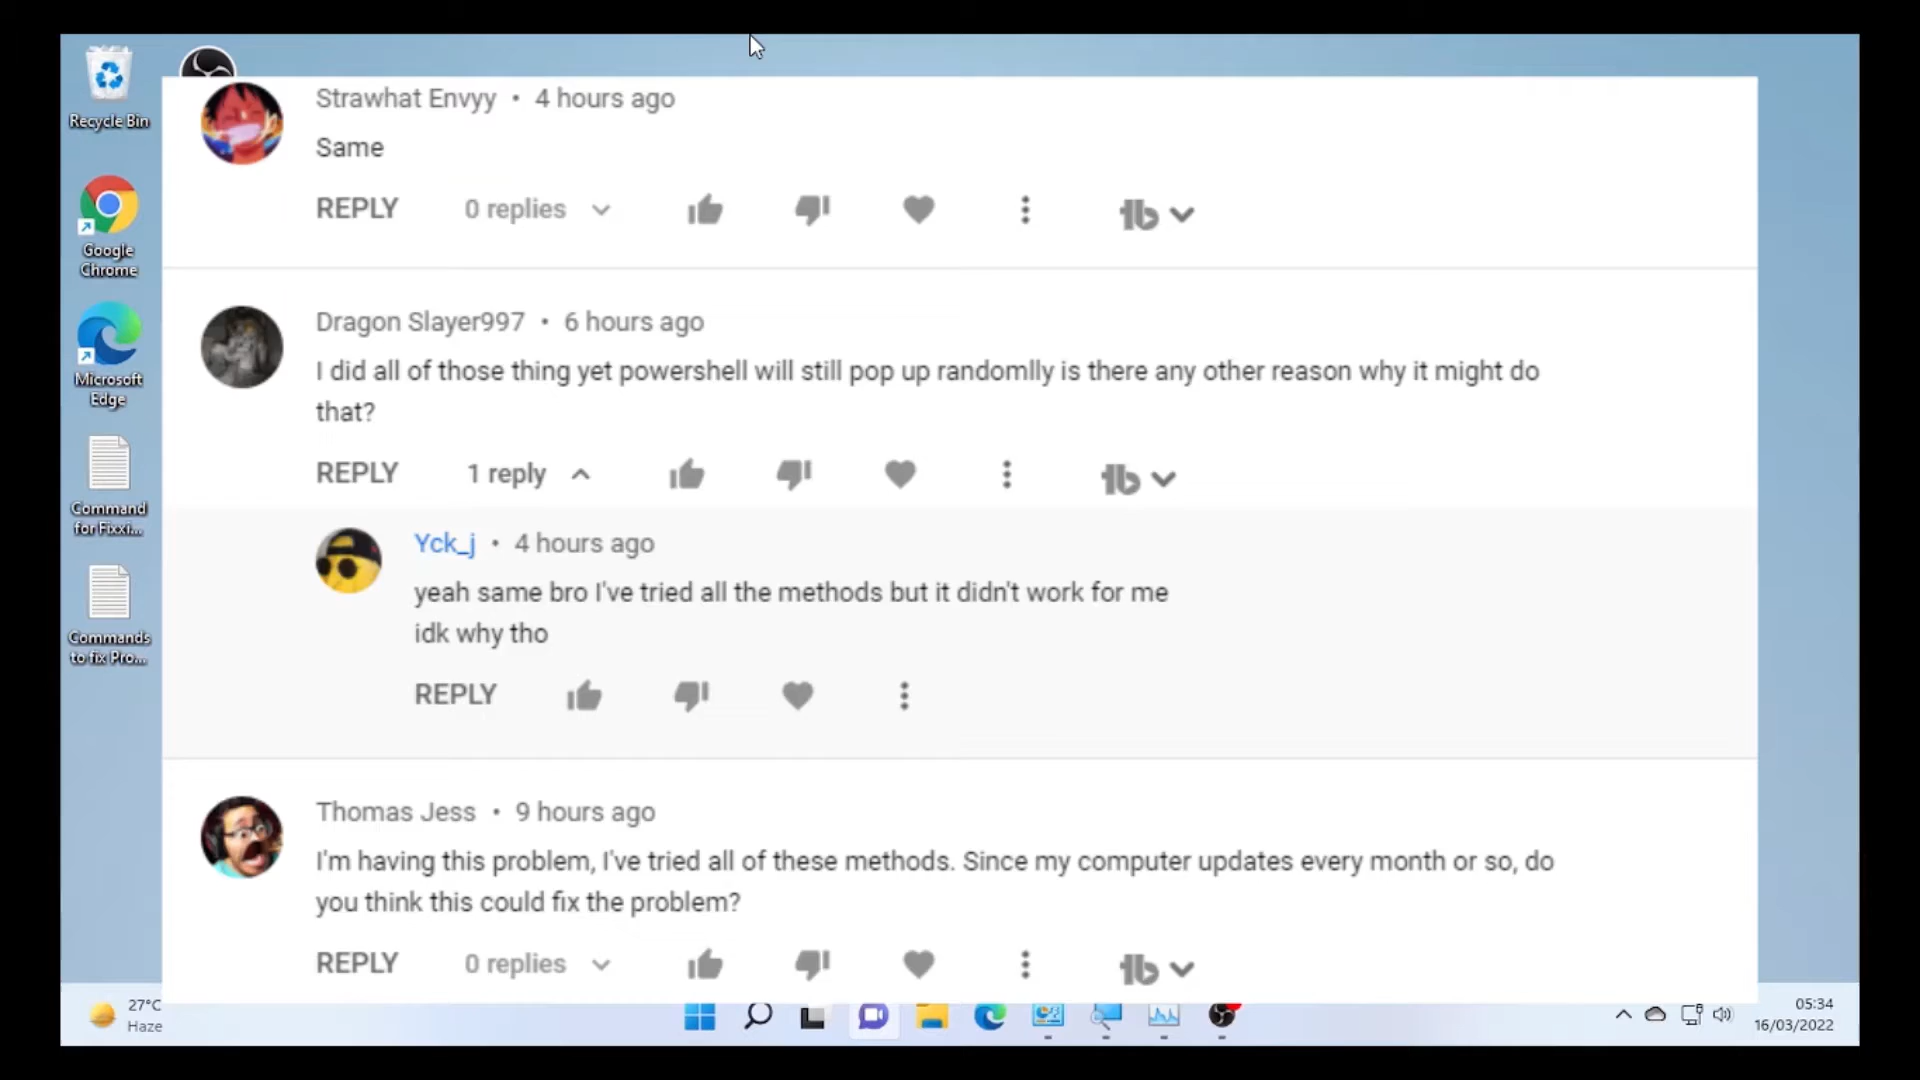 Recycle Bin
Google
Chrome
Microsoft
Edge
Command
for Fixxi...
Commands
to fix Pro...
Strawhat Envyy • 4 hours ago
Same
REPLY 0 replies
Dragon Slayer997 • 6 hours ago
I did all of those thing yet powershell will still pop up randomlly is there any other reason why it might do
that?
REPLY 1 reply
Yck_j • 4 hours ago
yeah same bro I've tried all the methods but it didn't work for me
idk why tho
REPLY
Thomas Jess • 9 hours ago
I'm having this problem, I've tried all of these methods. Since my computer updates every month or so, do
you think this could fix the problem?
REPLY 0 replies
27°C
Haze
05:34
16/03/2022